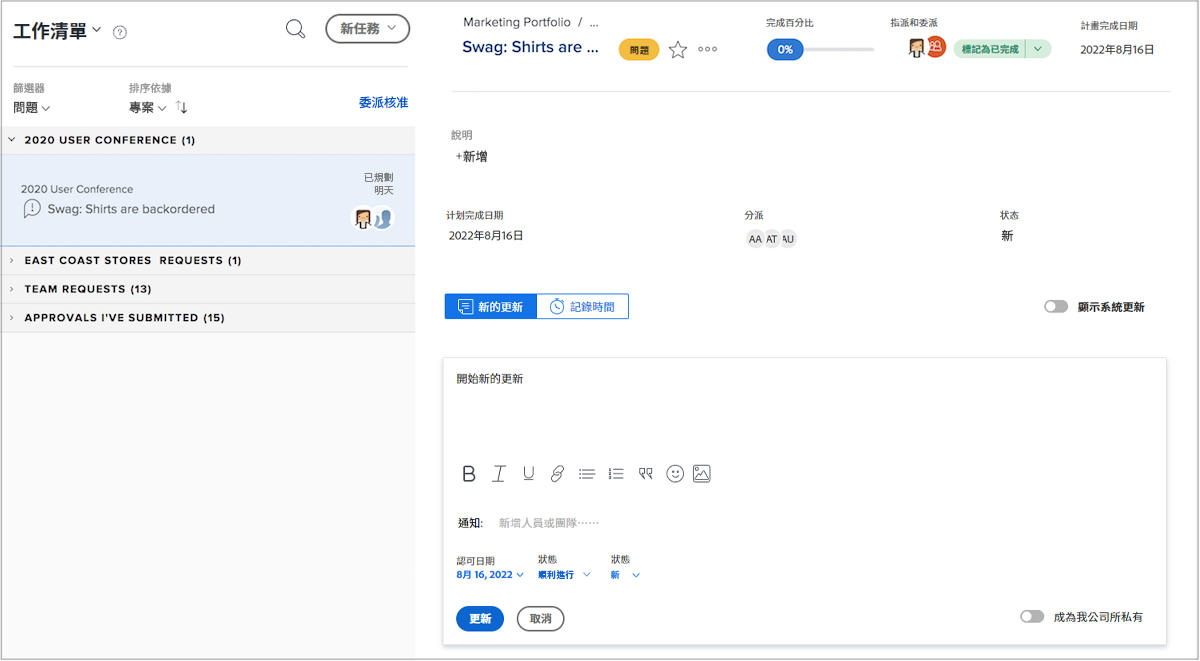 工作清單
?
新任務
篩選器
排序依據
問題
專案
委派核准
2020 USER CONFERENCE (1)
2020 User Conference
已規劃
明天
Swag: Shirts are backordered
EAST COAST STORES REQUESTS (1)
TEAM REQUESTS (13)
APPROVALS I'VE SUBMITTED (15)
Marketing Portfolio / ...
Swag: Shirts are ...
問題
完成百分比
0%
指派和委派
標記為已完成
計畫完成日期
2022年8月16日
說明
+新增
计划完成日期
分派
状态
2022年8月16日
AA AT AU
新
新的更新
記錄時間
顯示系統更新
開始新的更新
B I U
通知:
新增人員或團隊……
認可日期
狀態
狀態
8月 16, 2022
順利進行
新
更新
取消
成為我公司所私有